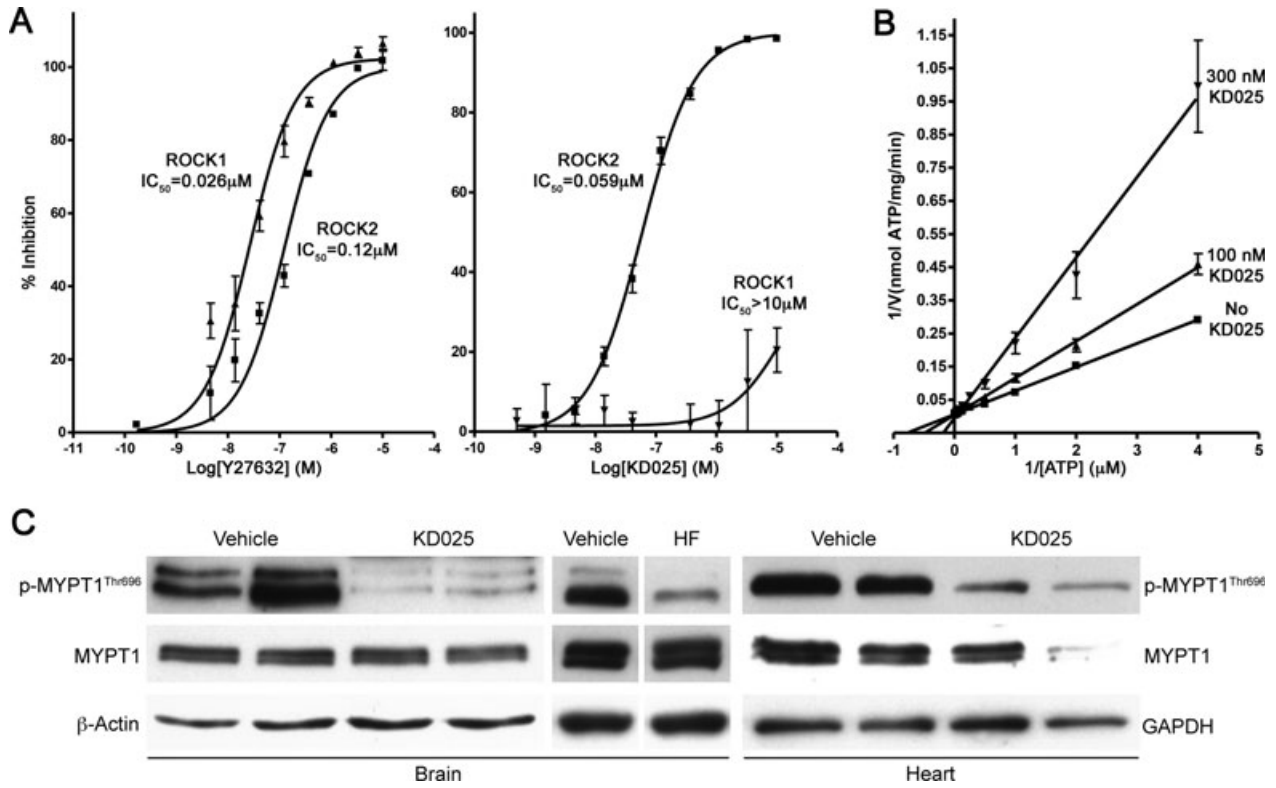 A
% Inhibition
100
80
60
40
20
0
ROCK1
IC50=0.026μM
ROCK2
IC50=0.12μM
-11 -10 -9 -8 -7 -6 -5 -4
Log[Y27632] (M)
100
80
60
40
20
0
ROCK2
IC50=0.059μM
ROCK1
IC50>10μM
-10 -9 -8 -7 -6 -5 -4
Log[KD025] (M)
B
1/V(nmol ATP/mg/min)
1.15
1.05
0.95
0.85
0.75
0.65
0.55
0.45
0.35
0.25
0.15
0.05
300 nM
KD025
100 nM
KD025
No
KD025
-1 0 1 2 3 4 5
1/[ATP] (μM)
C
Vehicle KD025 Vehicle HF Vehicle KD025
p-MYPT1Thr696 p-MYPT1Thr696
MYPT1 MYPT1
β-Actin GAPDH
Brain Heart